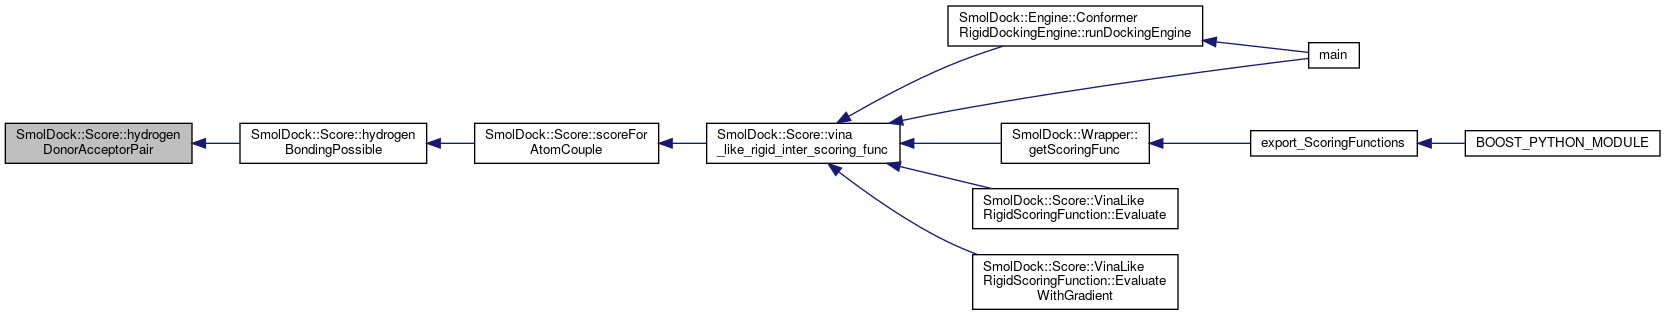 SmolDock::Score::hydrogen
DonorAcceptorPair
SmolDock::Score::hydrogen
BondingPossible
SmolDock::Score::scoreFor
AtomCouple
SmolDock::Score::vina
_like_rigid_inter_scoring_func
SmolDock::Engine::Conformer
RigidDockingEngine::runDockingEngine
main
SmolDock::Wrapper::
getScoringFunc
export_ScoringFunctions
BOOST_PYTHON_MODULE
SmolDock::Score::VinaLike
RigidScoringFunction::Evaluate
SmolDock::Score::VinaLike
RigidScoringFunction::Evaluate
WithGradient